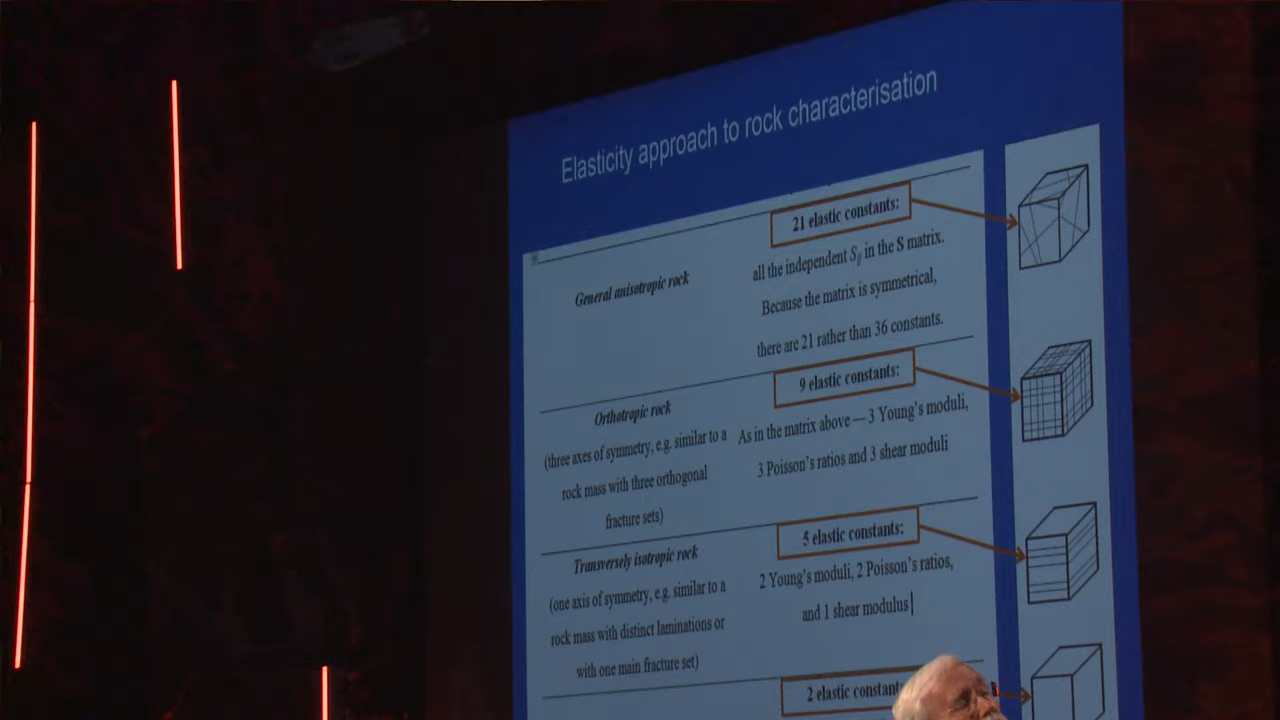 Elasticity approach to rock characterisation
General anisotropic rock
21 elastic constants:
all the independent Sij in the S matrix.
Because the matrix is symmetrical,
there are 21 rather than 36 constants.
Orthotropic rock
(three axes of symmetry, e.g. similar to a
rock mass with three orthogonal
fracture sets)
9 elastic constants:
As in the matrix above — 3 Young's moduli,
3 Poisson's ratios and 3 shear moduli
Transversely isotropic rock
(one axis of symmetry, e.g. similar to a
rock mass with distinct laminations or
with one main fracture set)
5 elastic constants:
2 Young's moduli, 2 Poisson's ratios,
and 1 shear modulus
2 elastic